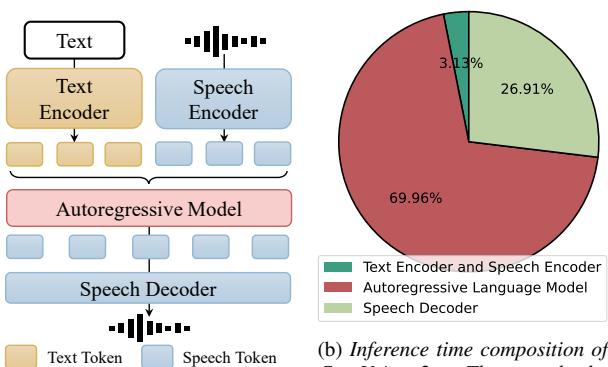 Text
Text
Encoder
Speech
Encoder
Autoregressive Model
Speech Decoder
Text Token
Speech Token
3.13%
26.91%
69.96%
Text Encoder and Speech Encoder
Autoregressive Language Model
Speech Decoder
(b) Inference time composition of